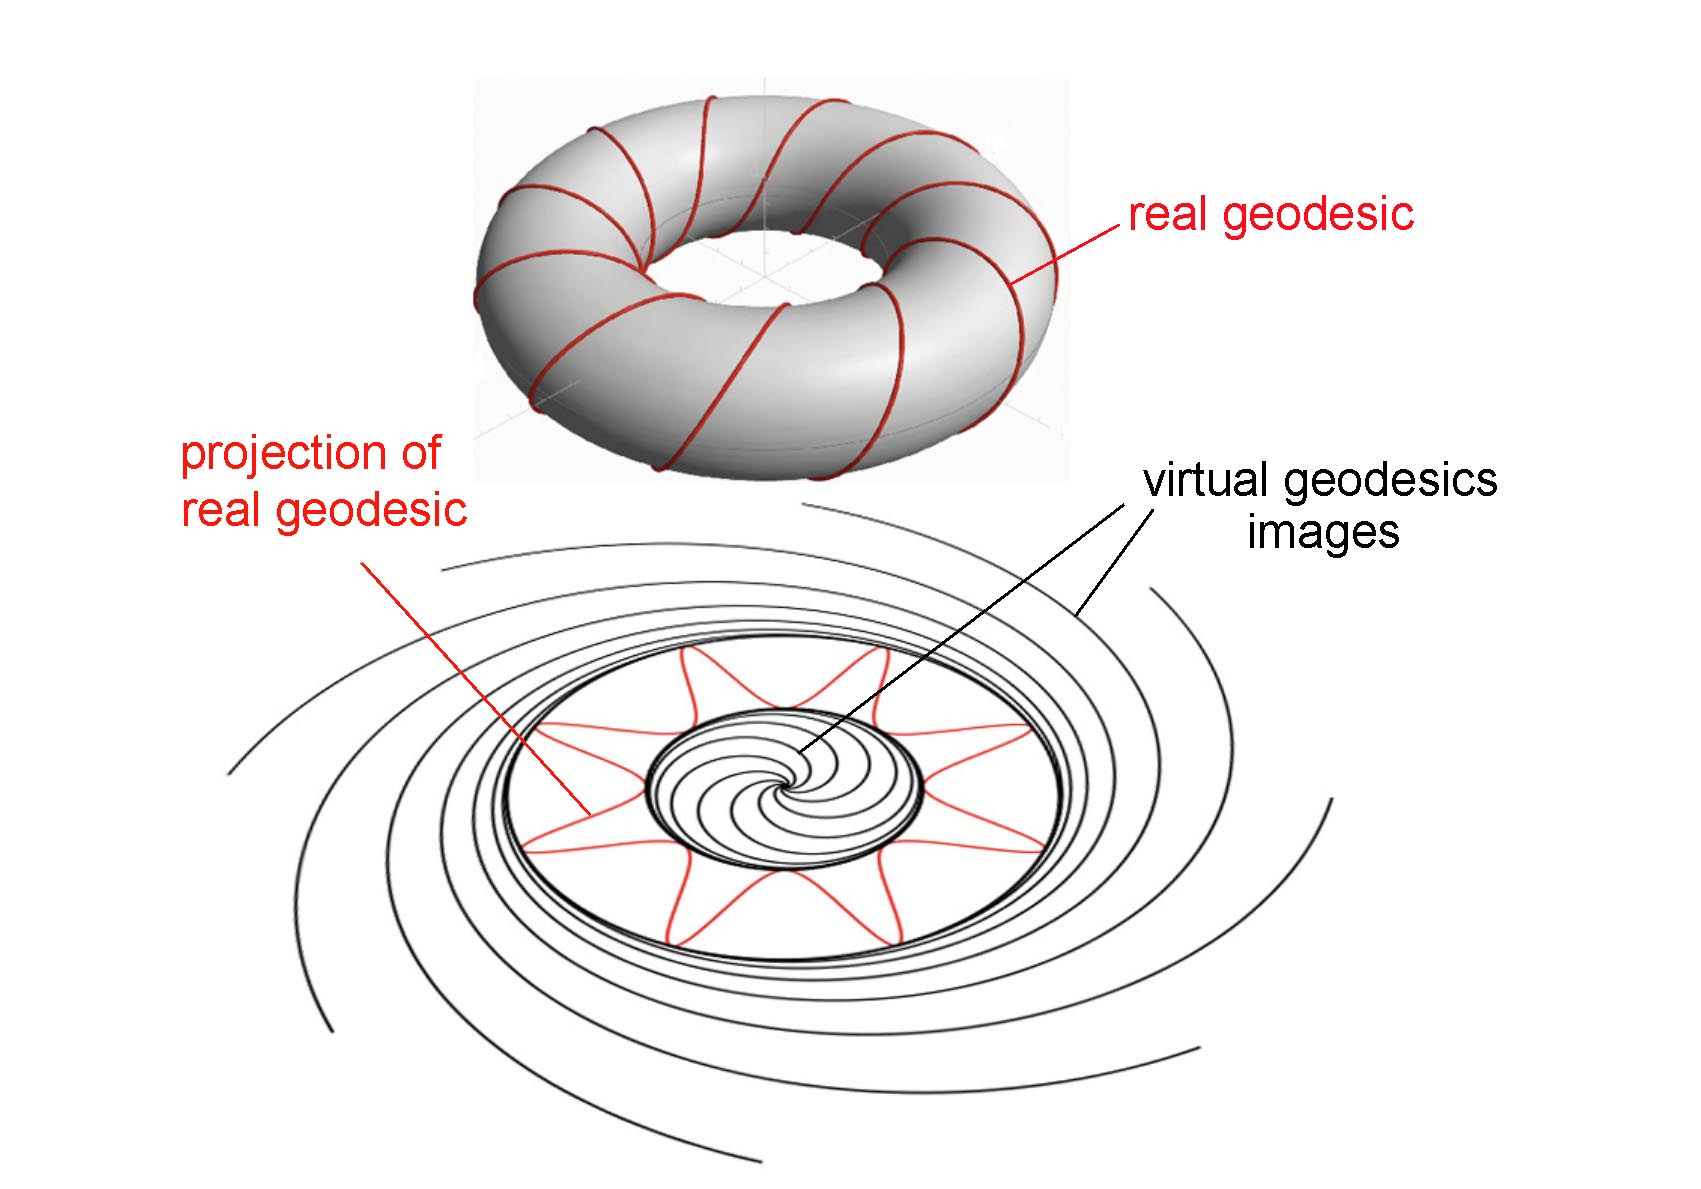 real geodesic
projection of
real geodesic
virtual geodesics
images